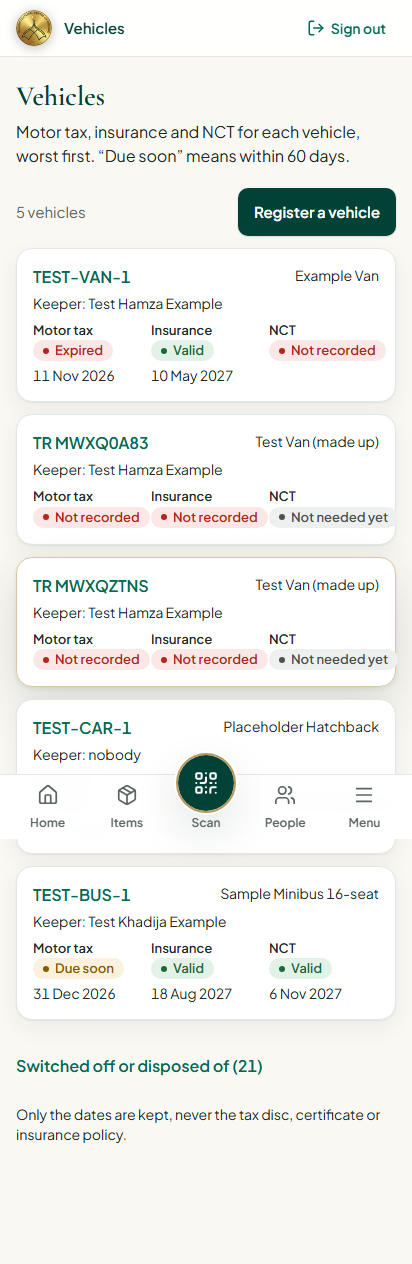 Vehicles
Sign out
Vehicles
Motor tax, insurance and NCT for each vehicle,
worst first. “Due soon” means within 60 days.
5 vehicles
Register a vehicle
TEST-VAN-1
Example Van
Keeper: Test Hamza Example
Motor tax Insurance NCT
Expired Valid Not recorded
11 Nov 2026 10 May 2027
TR MWXQ0A83
Test Van (made up)
Keeper: Test Hamza Example
Motor tax Insurance NCT
Not recorded Not recorded Not needed yet
TR MWXQZTNS
Test Van (made up)
Keeper: Test Hamza Example
Motor tax Insurance NCT
Not recorded Not recorded Not needed yet
TEST-CAR-1
Placeholder Hatchback
Keeper: nobody
Home Items Scan People Menu
TEST-BUS-1
Sample Minibus 16-seat
Keeper: Test Khadija Example
Motor tax Insurance NCT
Due soon Valid Valid
31 Dec 2026 18 Aug 2027 6 Nov 2027
Switched off or disposed of (21)
Only the dates are kept, never the tax disc, certificate or
insurance policy.